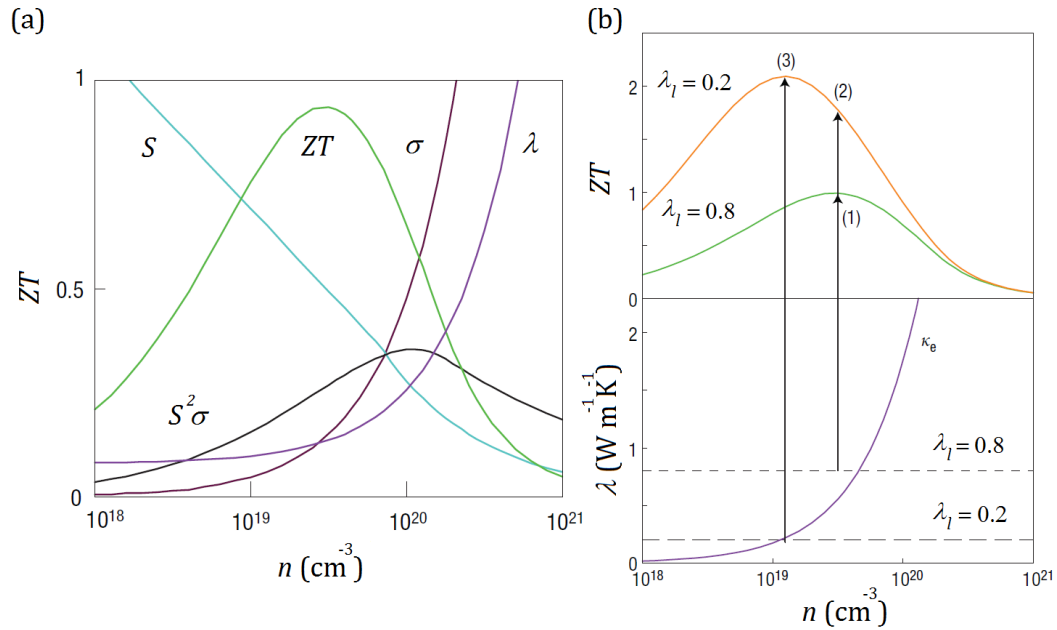 (a)
1
0.5
0
ZT
S
ZT
σ
λ
S²σ
10¹⁸
10¹⁹
10²⁰
10²¹
n (cm⁻³)
(b)
2
1
0
ZT
λₗ = 0.2
λₗ = 0.8
(3)
(2)
(1)
2
1
0
λ (W m⁻¹K⁻¹)
κₑ
λₗ = 0.8
λₗ = 0.2
10¹⁸
10¹⁹
10²⁰
10²¹
n (cm⁻³)